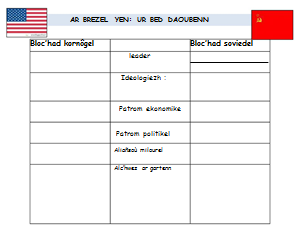 AR BREZEL YEN: UR BED DAOUBENN
Bloc'had kornôgel
Bloc'had soviedel
leader
Ideologiezh :
Patrom ekonomike
Patrom politikel
Aliañsoù milourel
Alc'hwez ar gartenn